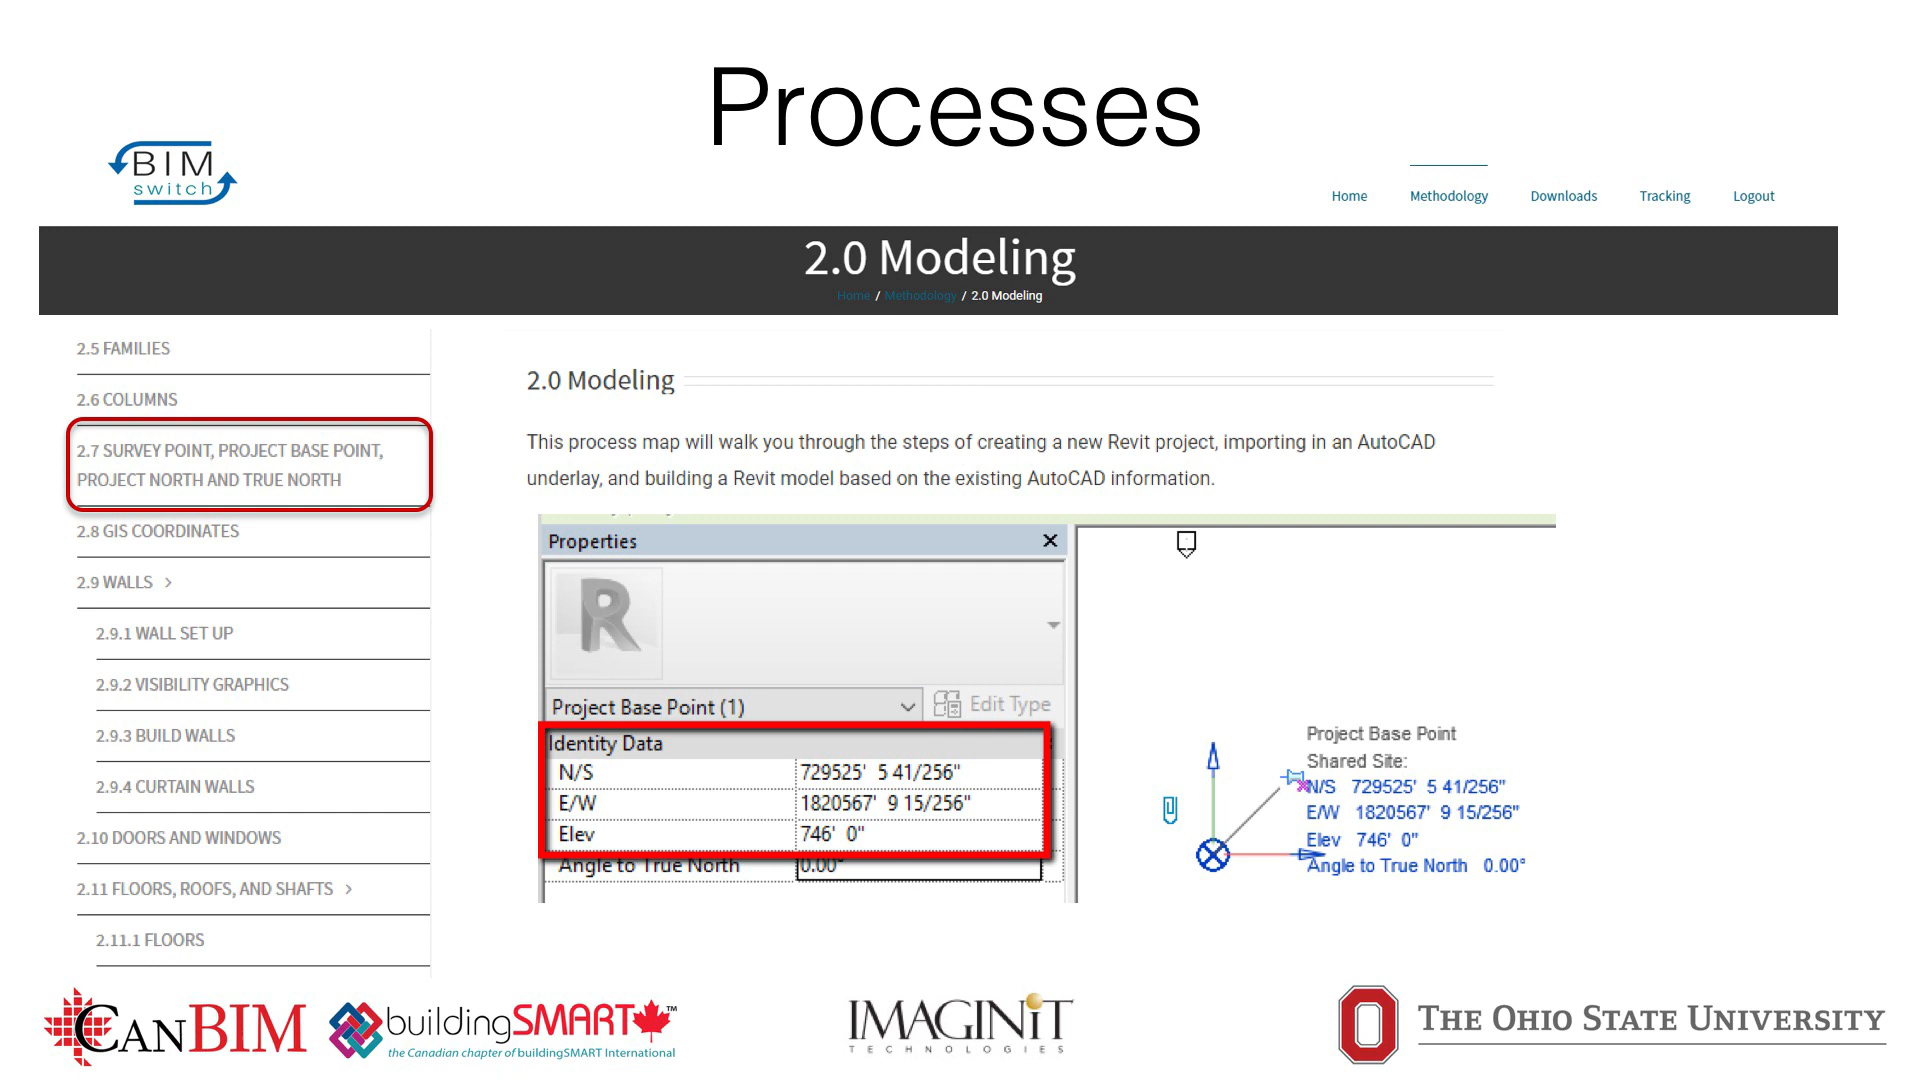 Processes
BIM
switch
Home
Methodology
Downloads
Tracking
Logout
2.0 Modeling
Home / Methodology / 2.0 Modeling
2.5 FAMILIES
2.6 COLUMNS
2.7 SURVEY POINT, PROJECT BASE POINT,
PROJECT NORTH AND TRUE NORTH
2.8 GIS COORDINATES
2.9 WALLS >
2.9.1 WALL SET UP
2.9.2 VISIBILITY GRAPHICS
2.9.3 BUILD WALLS
2.9.4 CURTAIN WALLS
2.10 DOORS AND WINDOWS
2.11 FLOORS, ROOFS, AND SHAFTS >
2.11.1 FLOORS
2.0 Modeling
This process map will walk you through the steps of creating a new Revit project, importing in an AutoCAD
underlay, and building a Revit model based on the existing AutoCAD information.
Properties
R
Project Base Point (1)
Edit Type
Identity Data
N/S 729525' 5 41/256"
E/W 1820567' 9 15/256"
Elev 746' 0"
Angle to True North 0.00°
Project Base Point
Shared Site:
N/S 729525' 5 41/256"
E/W 1820567' 9 15/256"
Elev 746' 0"
Angle to True North 0.00°
CANBIM
buildingSMART™
the Canadian chapter of buildingSMART International
IMAGINiT
TECHNOLOGIES
THE OHIO STATE UNIVERSITY